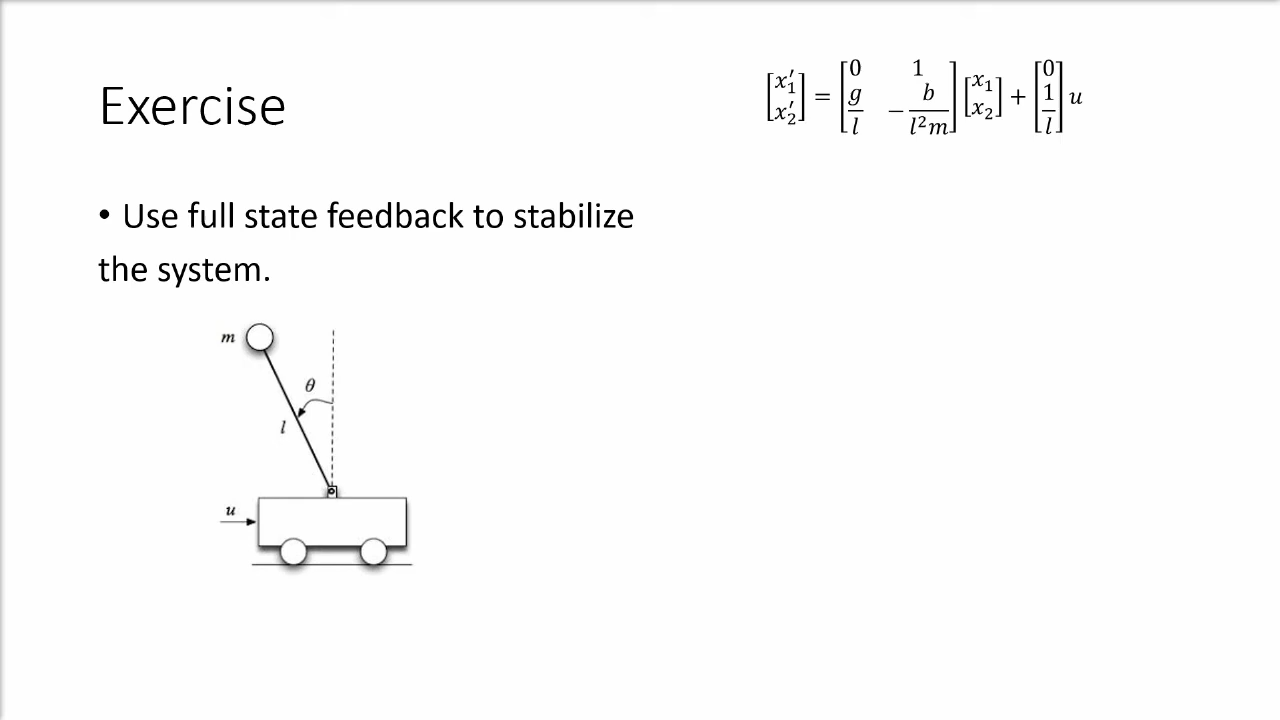 Exercise
[x₁′ x₂′] = [0 1 g/l −b/l²m] [x₁ x₂] + [0 1/l] u
• Use full state feedback to stabilize
the system.
m
θ
l
u